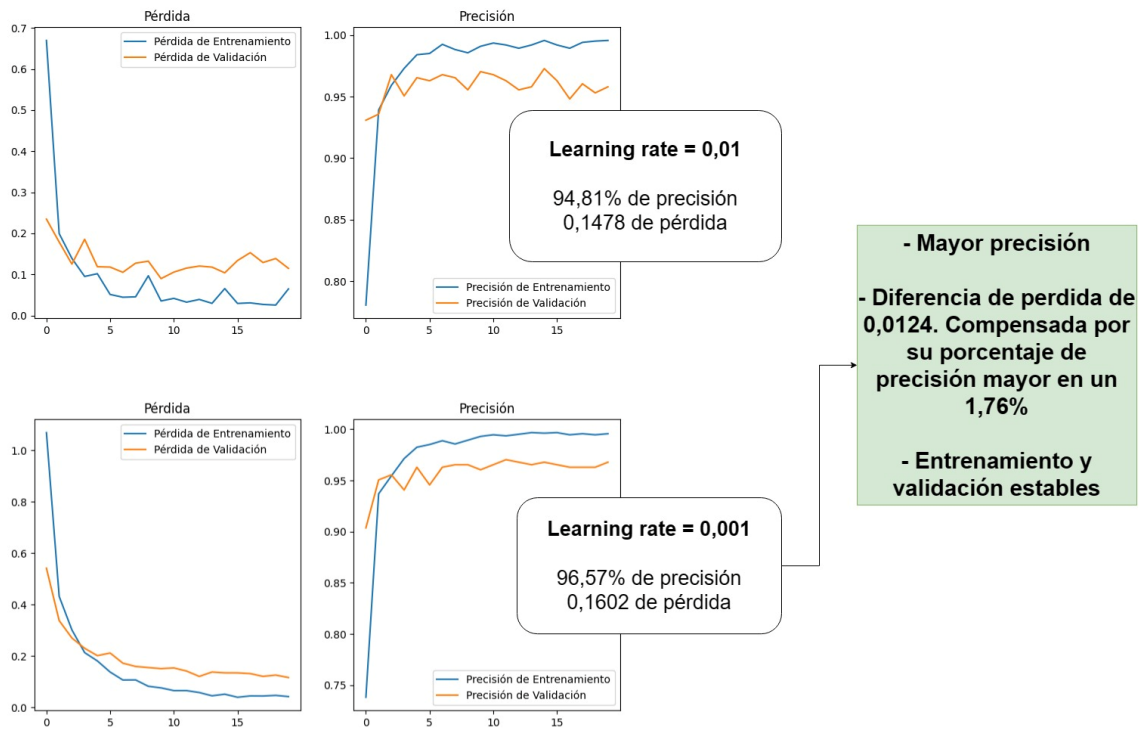 Pérdida
Pérdida de Entrenamiento
Pérdida de Validación
0.7
0.6
0.5
0.4
0.3
0.2
0.1
0.0
0
5
10
15
Precisión
1.00
0.95
0.90
0.85
0.80
0
5
10
15
Precisión de Entrenamiento
Precisión de Validación
Learning rate = 0,01
94,81% de precisión
0,1478 de pérdida
Pérdida
Pérdida de Entrenamiento
Pérdida de Validación
1.0
0.8
0.6
0.4
0.2
0.0
0
5
10
15
Precisión
1.00
0.95
0.90
0.85
0.80
0.75
0
5
10
15
Precisión de Entrenamiento
Precisión de Validación
Learning rate = 0,001
96,57% de precisión
0,1602 de pérdida
- Mayor precisión
- Diferencia de perdida de
0,0124. Compensada por
su porcentaje de
precisión mayor en un
1,76%
- Entrenamiento y
validación estables